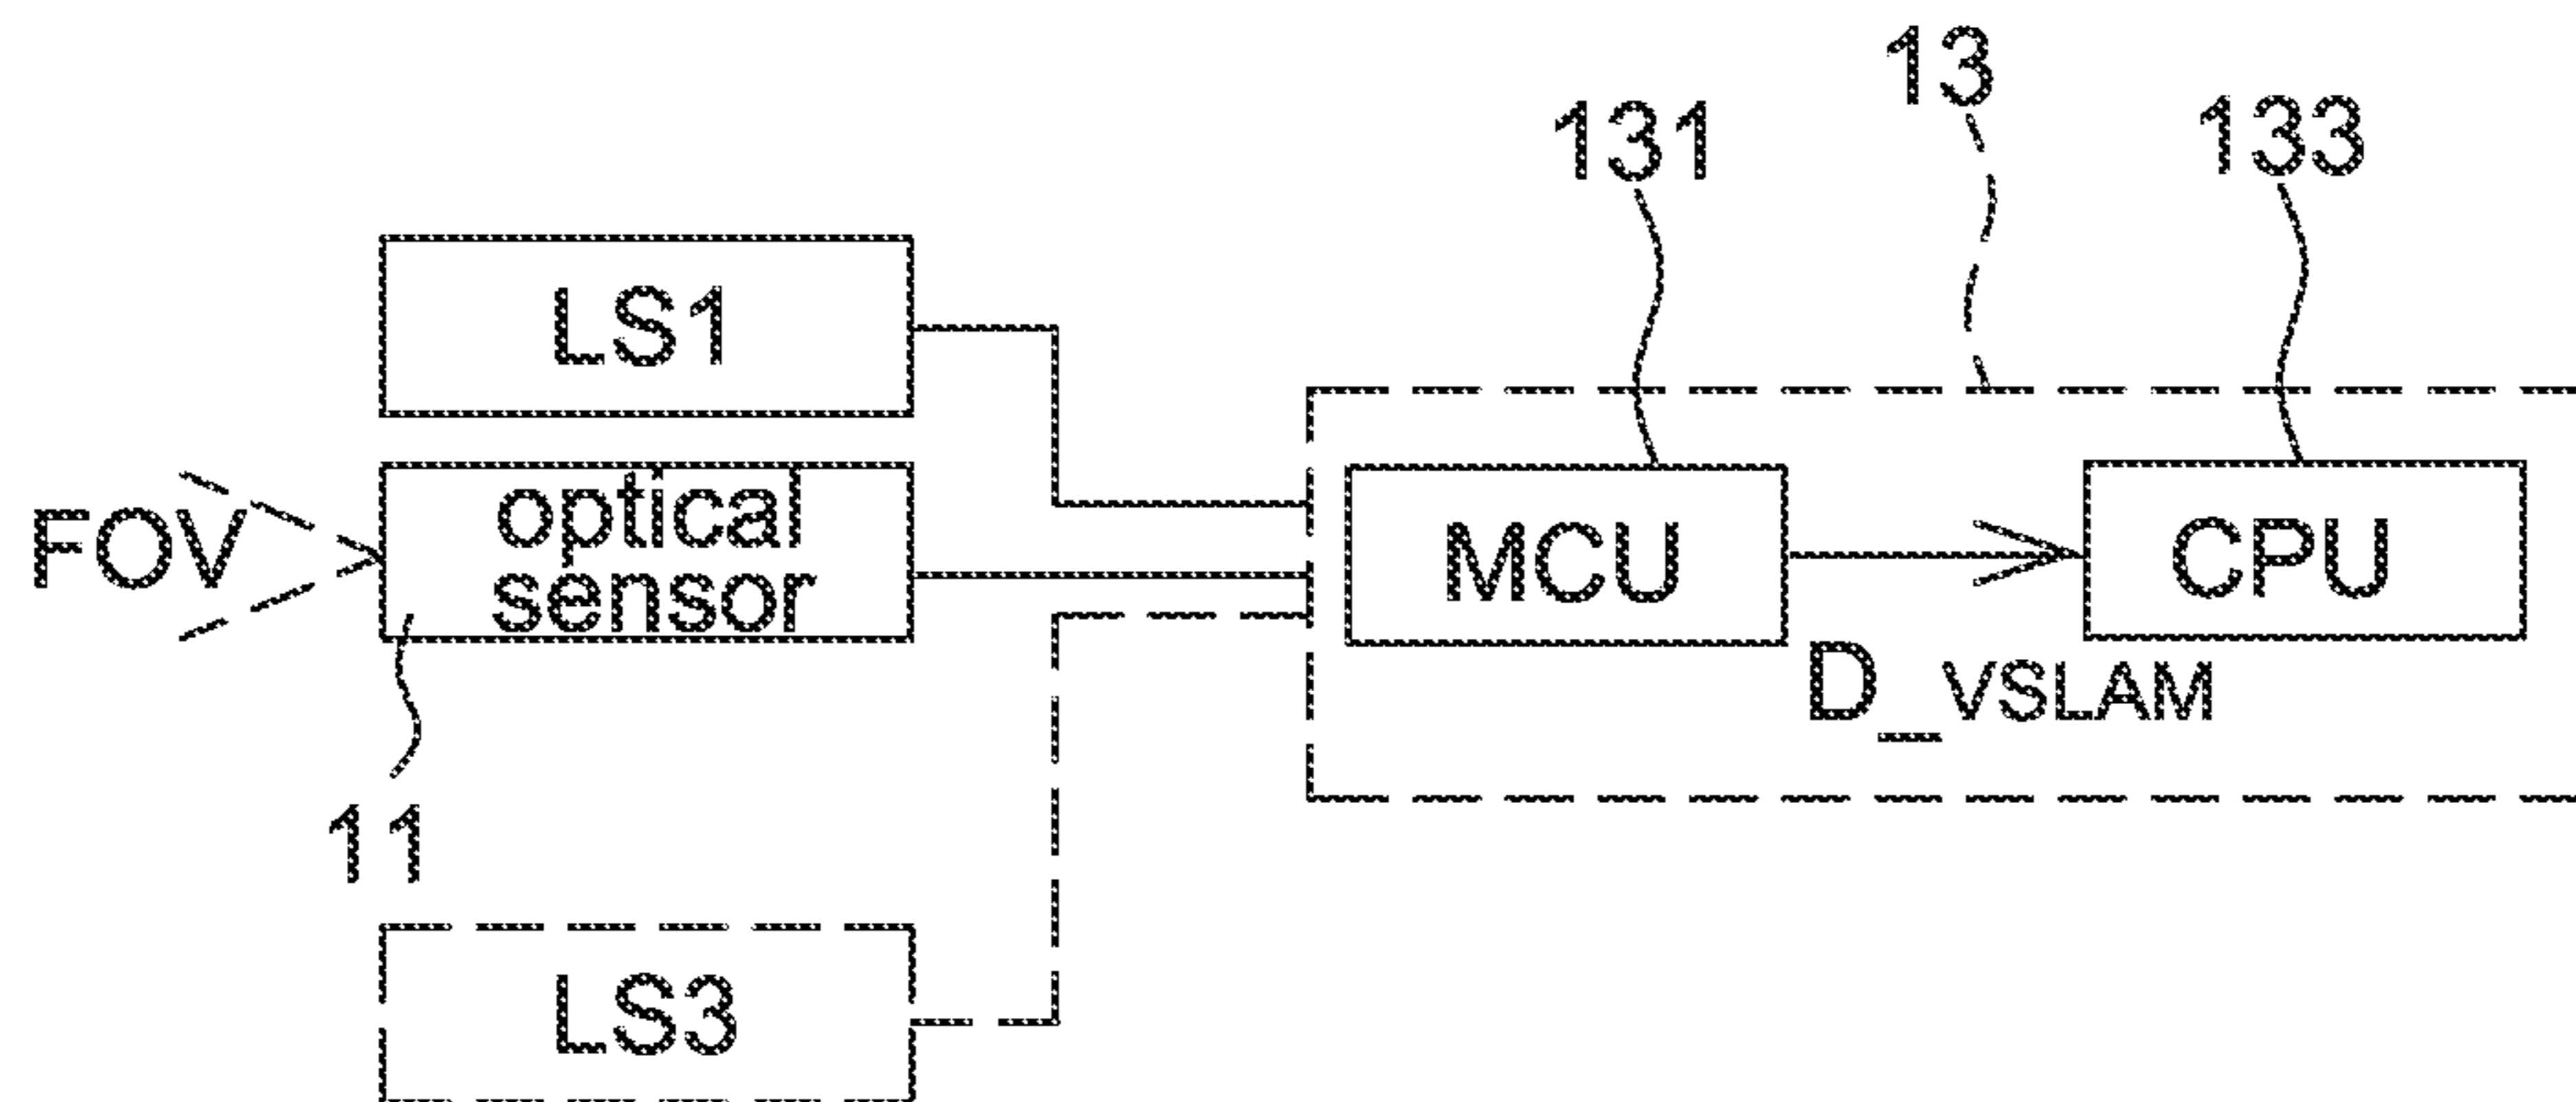 13
131
133
LS1
FOV
optical
sensor
MCU
CPU
D_VSLAM
11
LS3